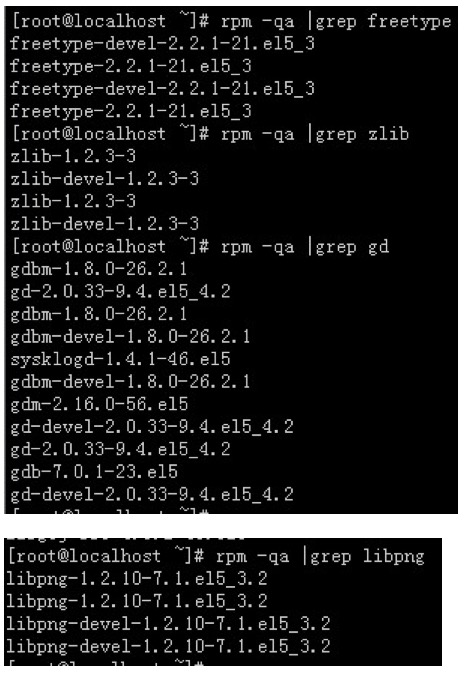 [root@localhost ~]# rpm -qa |grep freetype
freetype-devel-2.2.1-21.el5_3
freetype-2.2.1-21.el5_3
freetype-devel-2.2.1-21.el5_3
freetype-2.2.1-21.el5_3
[root@localhost ~]# rpm -qa |grep zlib
zlib-1.2.3-3
zlib-devel-1.2.3-3
zlib-1.2.3-3
zlib-devel-1.2.3-3
[root@localhost ~]# rpm -qa |grep gd
gdbm-1.8.0-26.2.1
gd-2.0.33-9.4.el5_4.2
gdbm-1.8.0-26.2.1
gdbm-devel-1.8.0-26.2.1
sysklogd-1.4.1-46.el5
gdbm-devel-1.8.0-26.2.1
gdm-2.16.0-56.el5
gd-devel-2.0.33-9.4.el5_4.2
gd-2.0.33-9.4.el5_4.2
gdb-7.0.1-23.el5
gd-devel-2.0.33-9.4.el5_4.2
[root@localhost ~]# rpm -qa |grep libpng
libpng-1.2.10-7.1.el5_3.2
libpng-1.2.10-7.1.el5_3.2
libpng-devel-1.2.10-7.1.el5_3.2
libpng-devel-1.2.10-7.1.el5_3.2